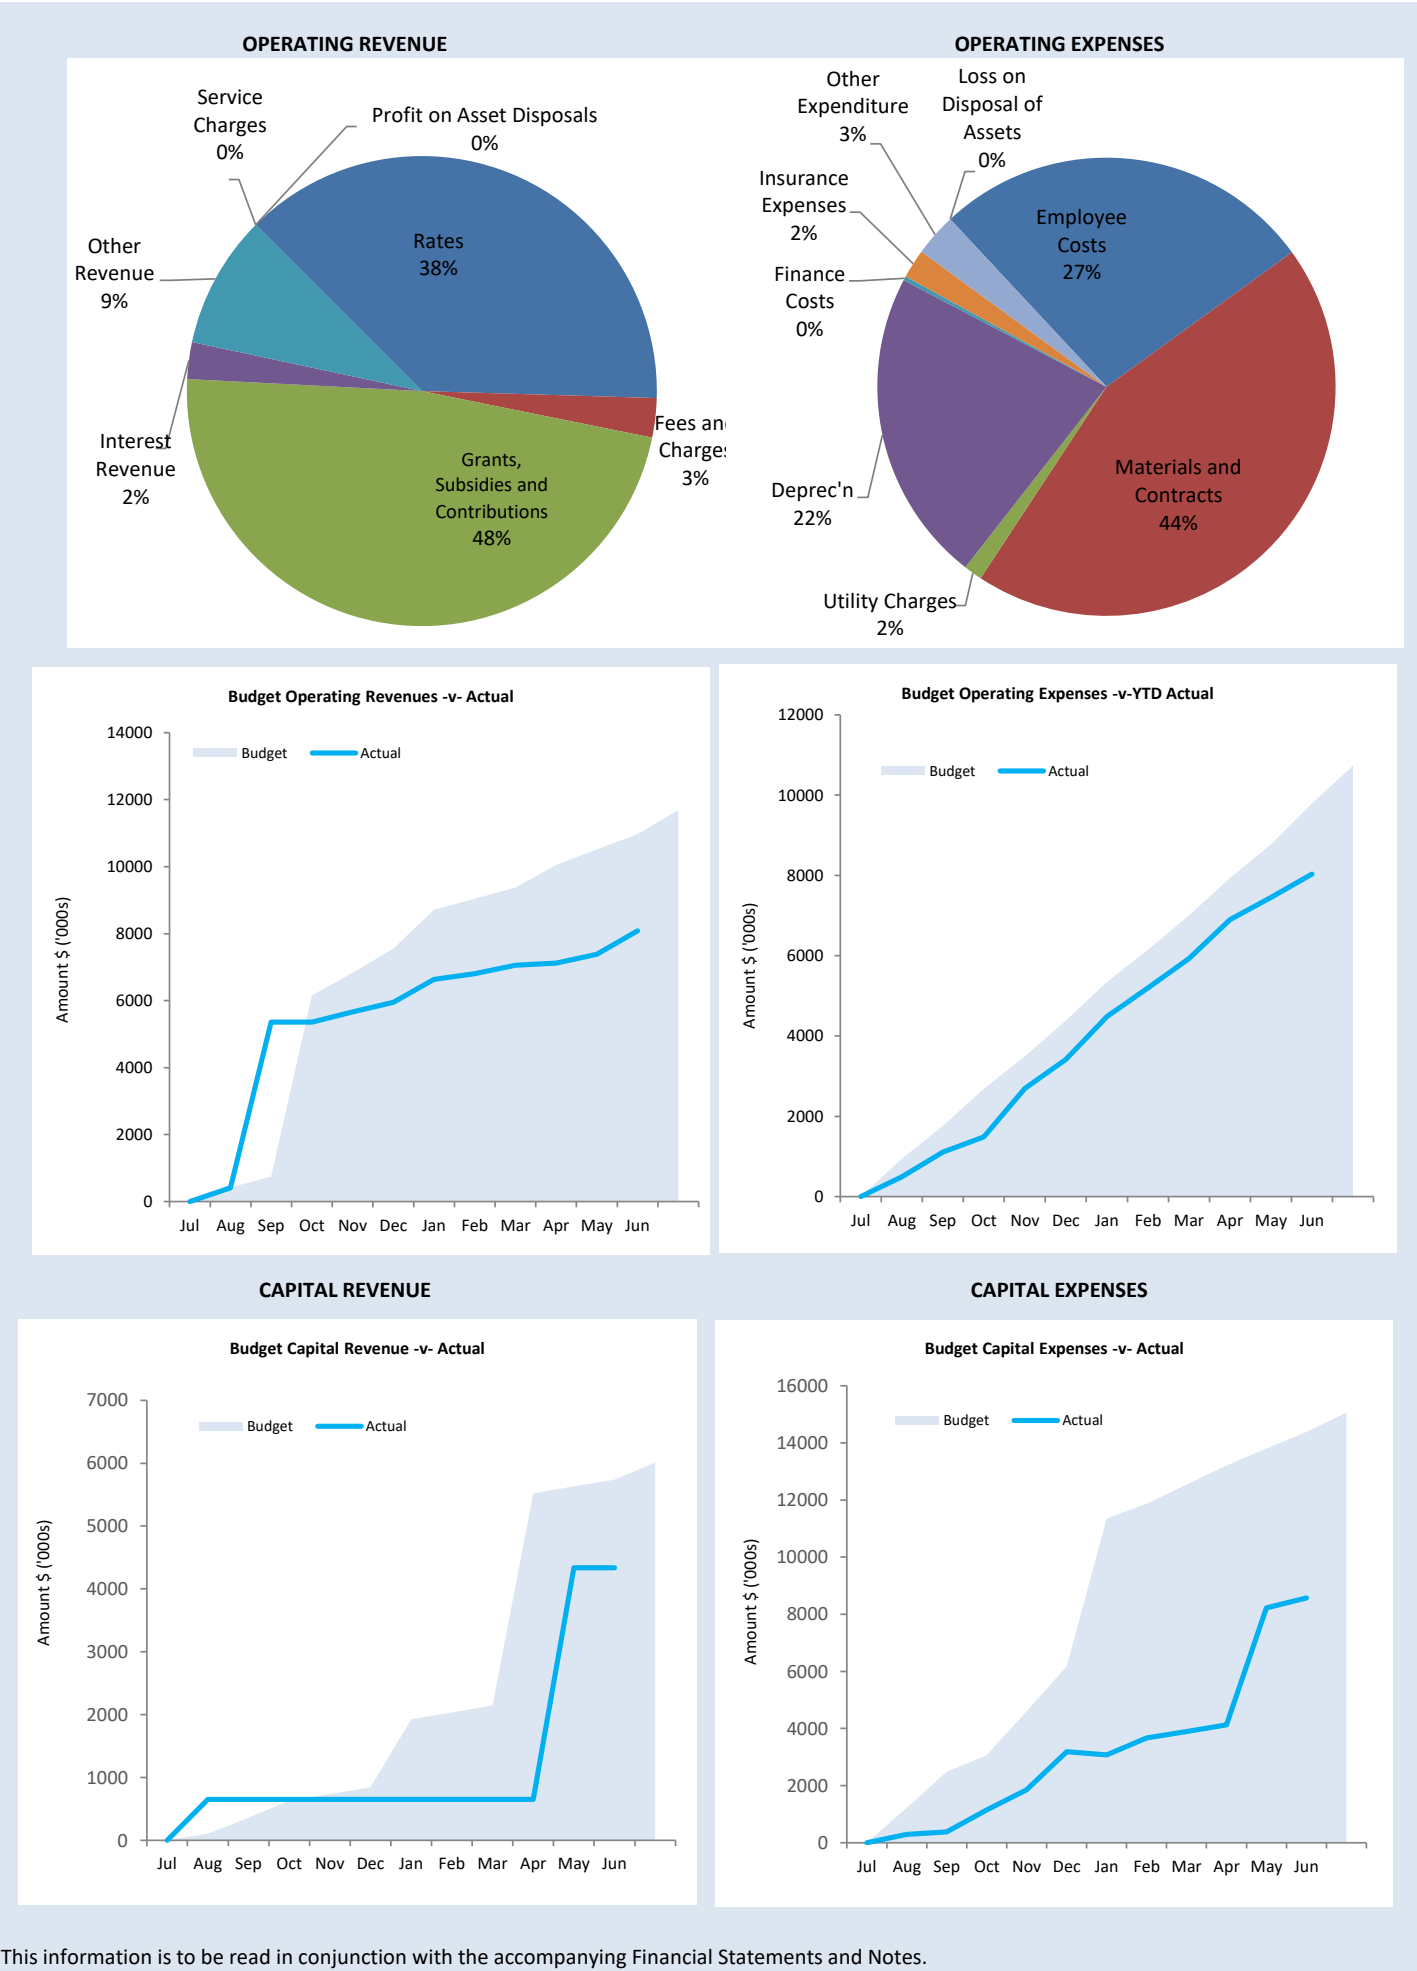 OPERATING REVENUE
OPERATING EXPENSES
Service
Charges
0%
Profit on Asset Disposals
0%
Other
Revenue
9%
Rates
38%
Interest
Revenue
2%
Grants,
Subsidies and
Contributions
48%
Fees an
Charges
3%
Other
Expenditure
3%
Loss on
Disposal of
Assets
0%
Insurance
Expenses
2%
Finance
Costs
0%
Employee
Costs
27%
Deprec'n
22%
Materials and
Contracts
44%
Utility Charges
2%
Budget Operating Revenues -v- Actual
Budget
Actual
Amount $ ('000s)
14000
12000
10000
8000
6000
4000
2000
0
Jul Aug Sep Oct Nov Dec Jan Feb Mar Apr May Jun
Budget Operating Expenses -v-YTD Actual
Budget
Actual
Amount $ ('000s)
12000
10000
8000
6000
4000
2000
0
Jul Aug Sep Oct Nov Dec Jan Feb Mar Apr May Jun
CAPITAL REVENUE
CAPITAL EXPENSES
Budget Capital Revenue -v- Actual
Budget
Actual
Amount $ ('000s)
7000
6000
5000
4000
3000
2000
1000
0
Jul Aug Sep Oct Nov Dec Jan Feb Mar Apr May Jun
Budget Capital Expenses -v- Actual
Budget
Actual
Amount $ ('000s)
16000
14000
12000
10000
8000
6000
4000
2000
0
Jul Aug Sep Oct Nov Dec Jan Feb Mar Apr May Jun
This information is to be read in conjunction with the accompanying Financial Statements and Notes.